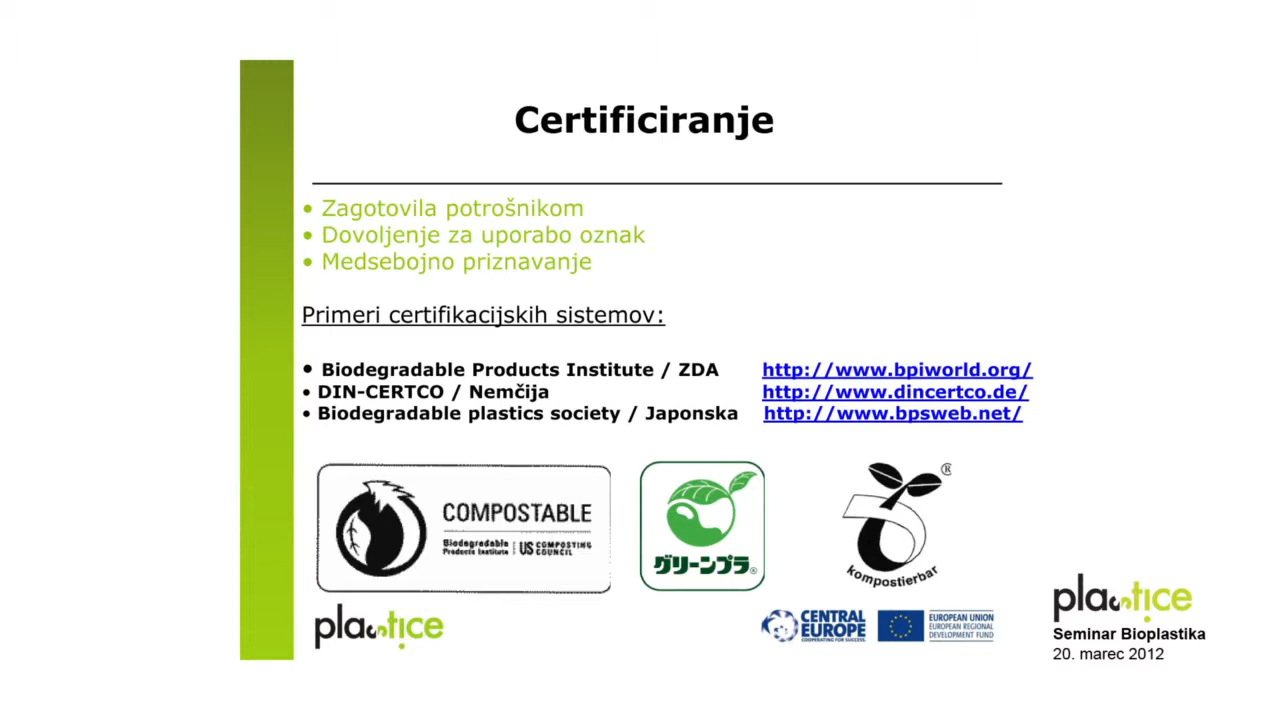 Certificiranje
• Zagotovila potrošnikom
• Dovoljenje za uporabo oznak
• Medsebojno priznavanje
Primeri certifikacijskih sistemov:
• Biodegradable Products Institute / ZDA http://www.bpiworld.org/
• DIN-CERTCO / Nemčija http://www.dincertco.de/
• Biodegradable plastics society / Japonska http://www.bpsweb.net/
COMPOSTABLE
Biodegradable Products Institute
US COMPOSTING COUNCIL
グリーンプラ®
®
kompostierbar
plastice
CENTRAL
EUROPE
COOPERATING FOR SUCCESS.
EUROPEAN UNION
EUROPEAN REGIONAL
DEVELOPMENT FUND
plastice
Seminar Bioplastika
20. marec 2012